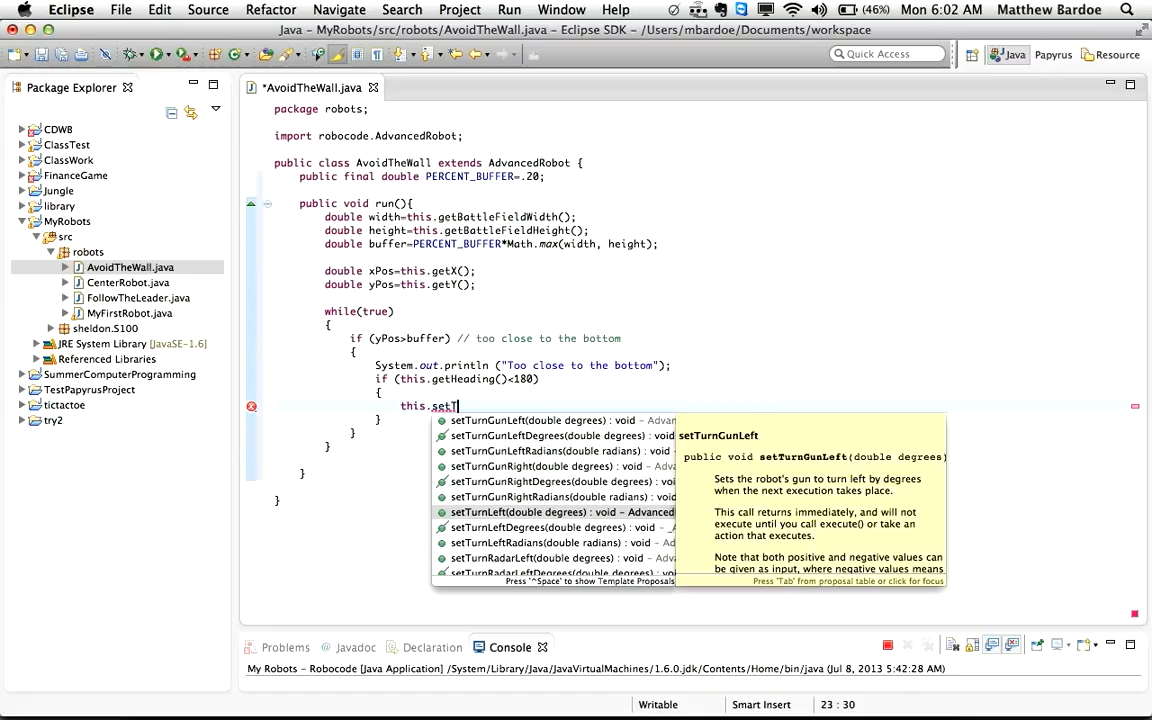 Eclipse File Edit Source Refactor Navigate Search Project Run Window Help (46%) Mon 6:02 AM Matthew Bardoe
Java – MyRobots/src/robots/AvoidTheWall.java – Eclipse SDK – /Users/mbardoe/Documents/workspace
Quick Access Java Papyrus Resource
Package Explorer
*AvoidTheWall.java
CDWB
ClassTest
ClassWork
FinanceGame
Jungle
library
MyRobots
src
robots
AvoidTheWall.java
CenterRobot.java
FollowTheLeader.java
MyFirstRobot.java
sheldon.S100
JRE System Library [JavaSE-1.6]
Referenced Libraries
SummerComputerProgramming
TestPapyrusProject
tictactoe
try2
package robots;
import robocode.AdvancedRobot;
public class AvoidTheWall extends AdvancedRobot {
public final double PERCENT_BUFFER=.20;
public void run(){
double width=this.getBattleFieldWidth();
double height=this.getBattleFieldHeight();
double buffer=PERCENT_BUFFER*Math.max(width, height);
double xPos=this.getX();
double yPos=this.getY();
while(true)
{
if (yPos>buffer) // too close to the bottom
{
System.out.println ("Too close to the bottom");
if (this.getHeading()<180)
{
this.setT
}
}
}
}
}
setTurnGunLeft(double degrees) : void – Advan
setTurnGunLeftDegrees(double degrees) : void
setTurnGunLeftRadians(double radians) : void
setTurnGunRight(double degrees) : void – Adva
setTurnGunRightDegrees(double degrees) : voi
setTurnGunRightRadians(double radians) : voi
setTurnLeft(double degrees) : void – Advanced
setTurnLeftDegrees(double degrees) : void – _A
setTurnLeftRadians(double radians) : void – Ad
setTurnRadarLeft(double degrees) : void – Adva
setTurnRadarLeftDegrees(double degrees) : voi
Press '^Space' to show Template Proposals
setTurnGunLeft
public void setTurnGunLeft(double degrees)
Sets the robot's gun to turn left by degrees
when the next execution takes place.
This call returns immediately, and will not
execute until you call execute() or take an
action that executes.
Note that both positive and negative values can
be given as input, where negative values means
Press 'Tab' from proposal table or click for focus
Problems Javadoc Declaration Console
My Robots – Robocode [Java Application] /System/Library/Java/JavaVirtualMachines/1.6.0.jdk/Contents/Home/bin/java (Jul 8, 2013 5:42:28 AM)
Writable Smart Insert 23 : 30